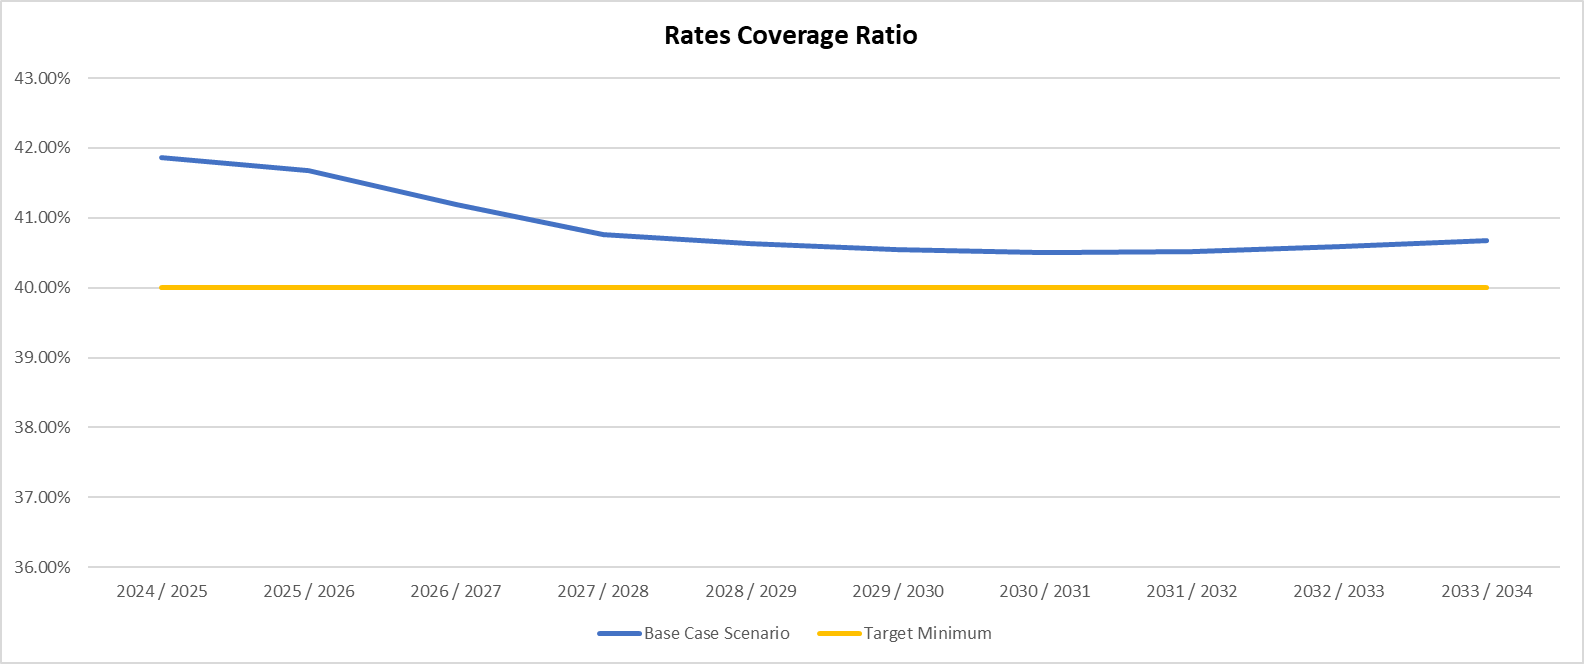 Rates Coverage Ratio
43.00%
42.00%
41.00%
40.00%
39.00%
38.00%
37.00%
36.00%
2024 / 2025 2025 / 2026 2026 / 2027 2027 / 2028 2028 / 2029 2029 / 2030 2030 / 2031 2031 / 2032 2032 / 2033 2033 / 2034
Base Case Scenario Target Minimum